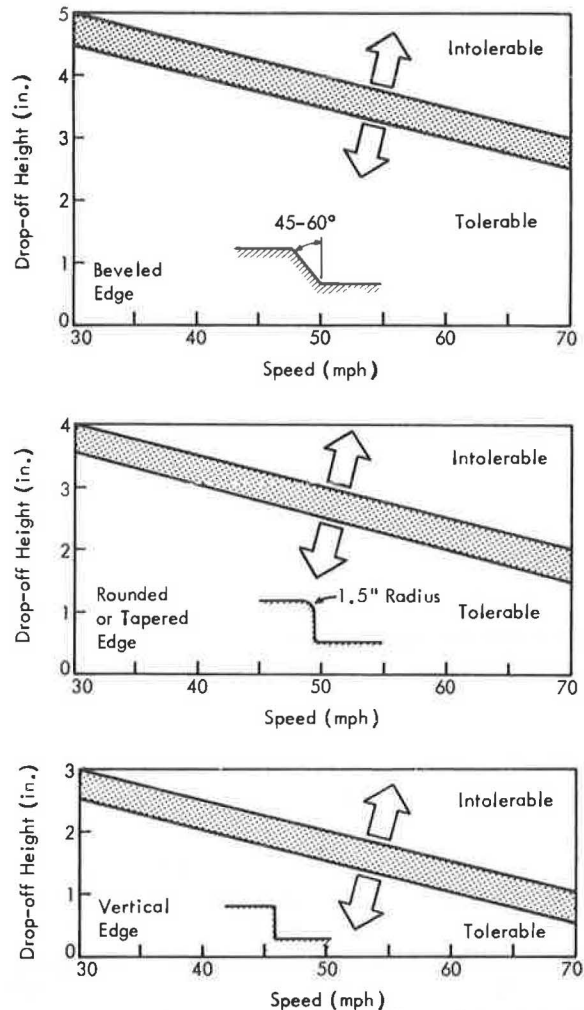 Drop-off Height (in.)
5
4
3
2
1
0
Intolerable
45-60°
Tolerable
Beveled
Edge
30 40 50 60 70
Speed (mph)
Drop-off Height (in.)
4
3
2
1
0
Intolerable
1.5" Radius
Rounded
or Tapered
Edge
Tolerable
30 40 50 60 70
Speed (mph)
Drop-off Height (in.)
3
2
1
0
Intolerable
Vertical
Edge
Tolerable
30 40 50 60 70
Speed (mph)